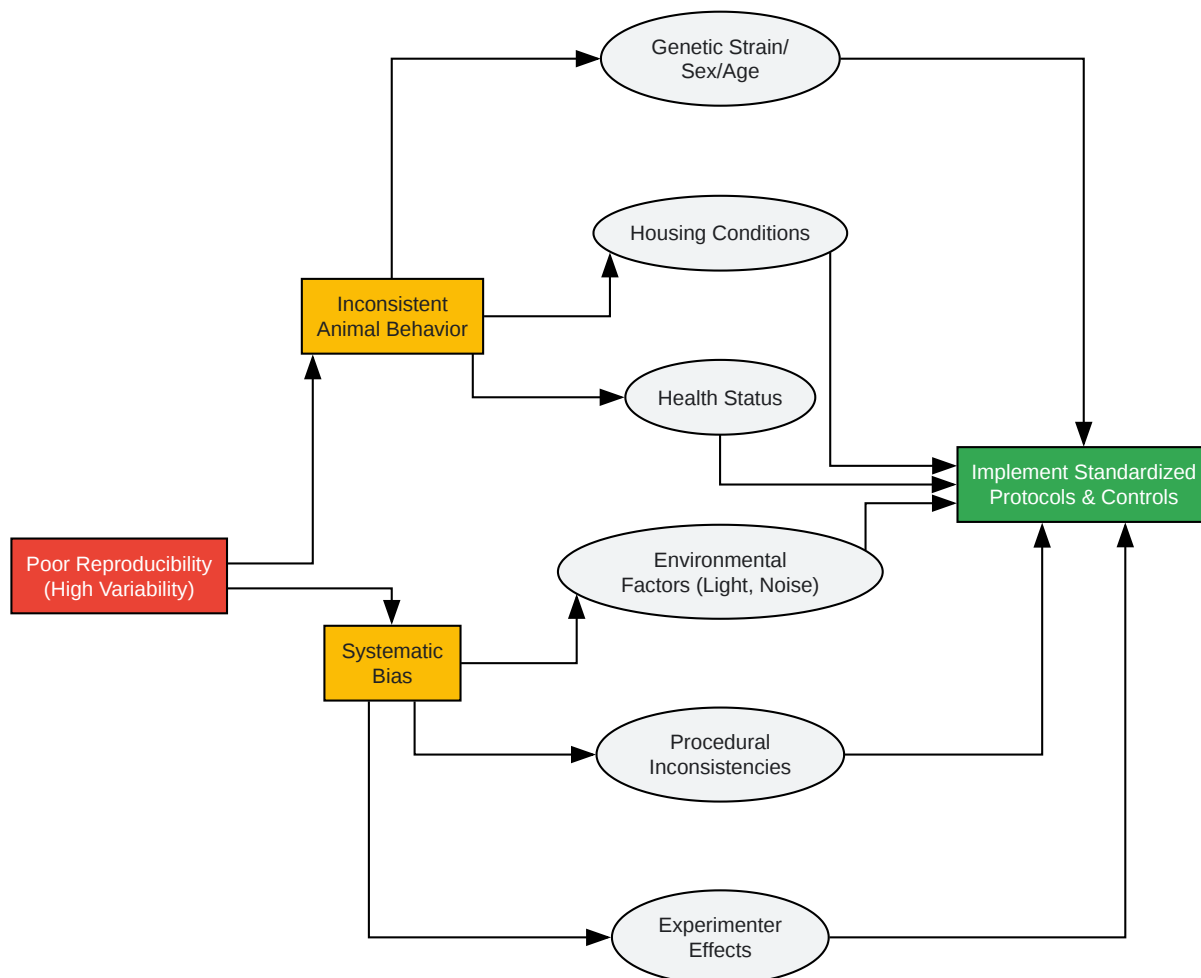 Genetic Strain/
Sex/Age
Housing Conditions
Inconsistent
Animal Behavior
Health Status
Implement Standardized
Protocols & Controls
Poor Reproducibility
(High Variability)
Environmental
Factors (Light, Noise)
Systematic
Bias
Procedural
Inconsistencies
Experimenter
Effects